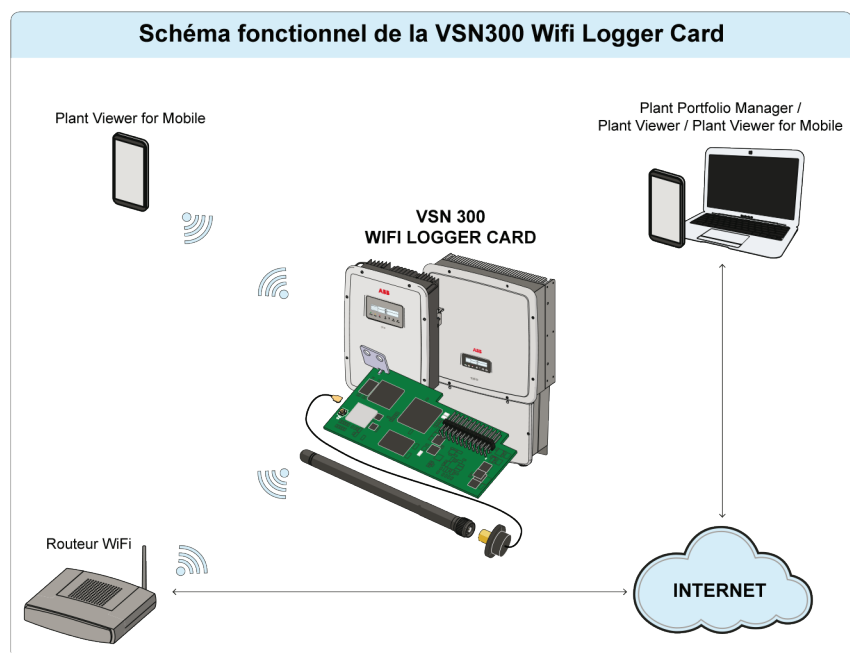 Schéma fonctionnel de la VSN300 Wifi Logger Card
Plant Viewer for Mobile
Plant Portfolio Manager /
Plant Viewer / Plant Viewer for Mobile
VSN 300
WIFI LOGGER CARD
ABB
ABB
Routeur WiFi
INTERNET